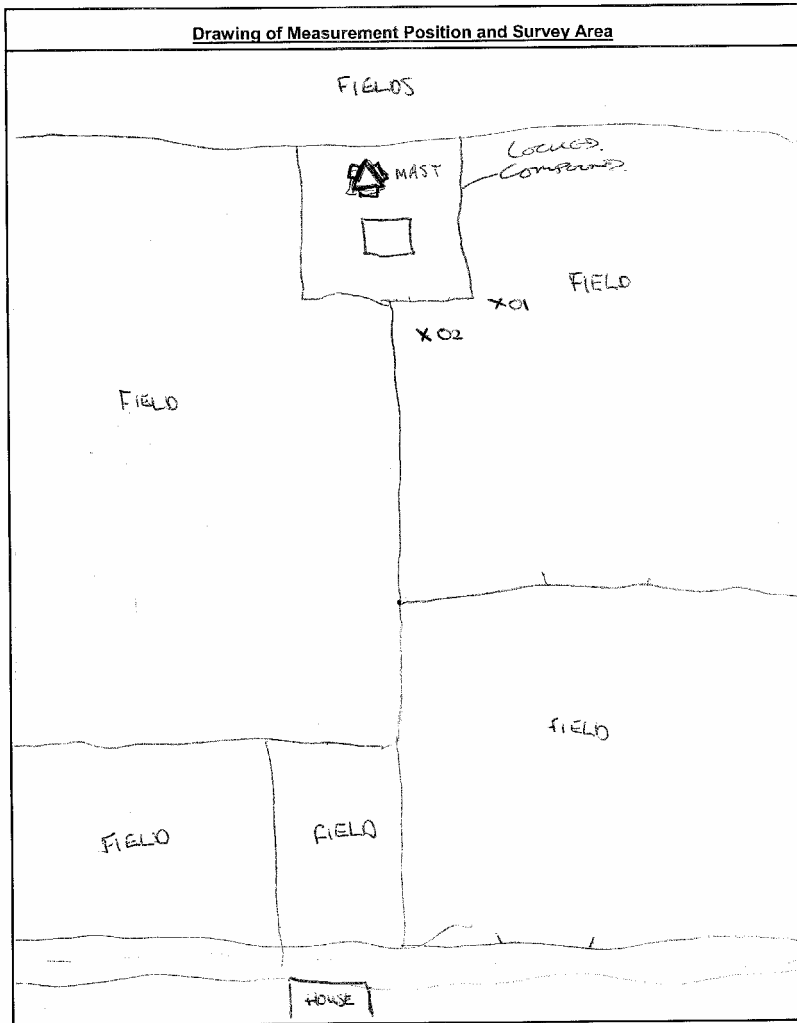 Drawing of Measurement Position and Survey Area
FIELDS
LOCKED.
COMPOUND.
MAST
FIELD
X01
X02
FIELD
FIELD
FIELD
FIELD
HOUSE